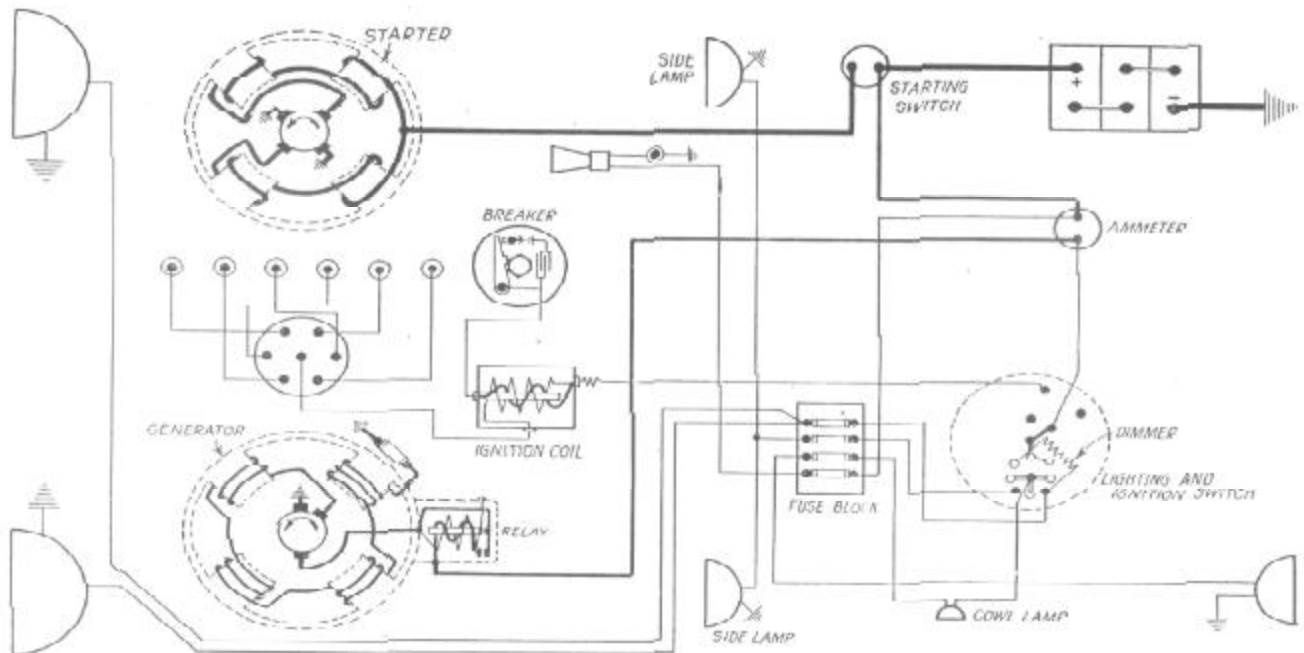 STARTER
SIDE
LAMP
STARTING
SWITCH
+
-
BREAKER
AMMETER
GENERATOR
IGNITION COIL
DIMMER
LIGHTING AND
IGNITION SWITCH
FUSE BLOCK
RELAY
SIDE LAMP
COWL LAMP